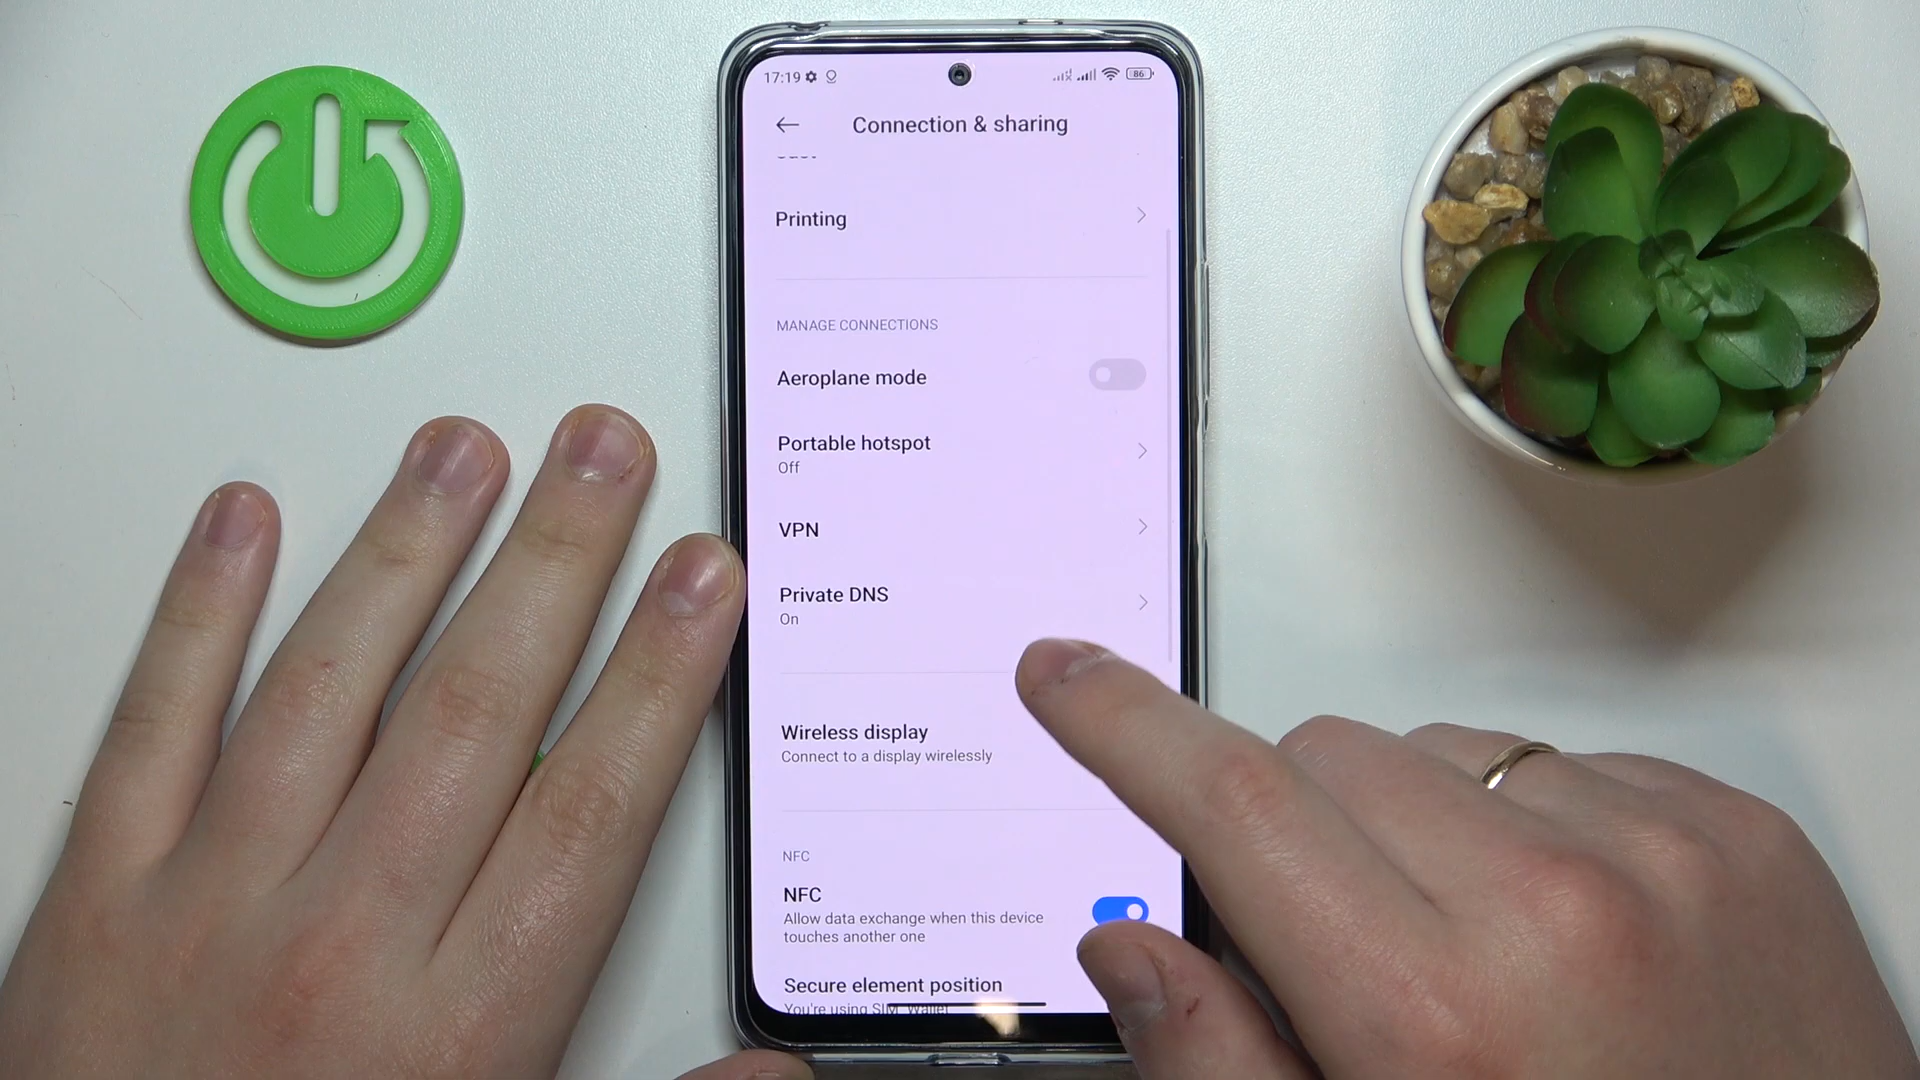 17:19
86
Connection & sharing
Printing
MANAGE CONNECTIONS
Aeroplane mode
Portable hotspot
Off
VPN
Private DNS
On
Wireless display
Connect to a display wirelessly
NFC
NFC
Allow data exchange when this device
touches another one
Secure element position
You're using SIM Wallet